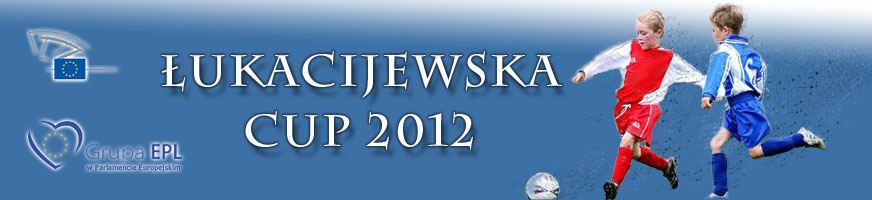 ŁUKACIJEWSKA
CUP 2012
Grupa EPL
w Parlamencie Europejskim